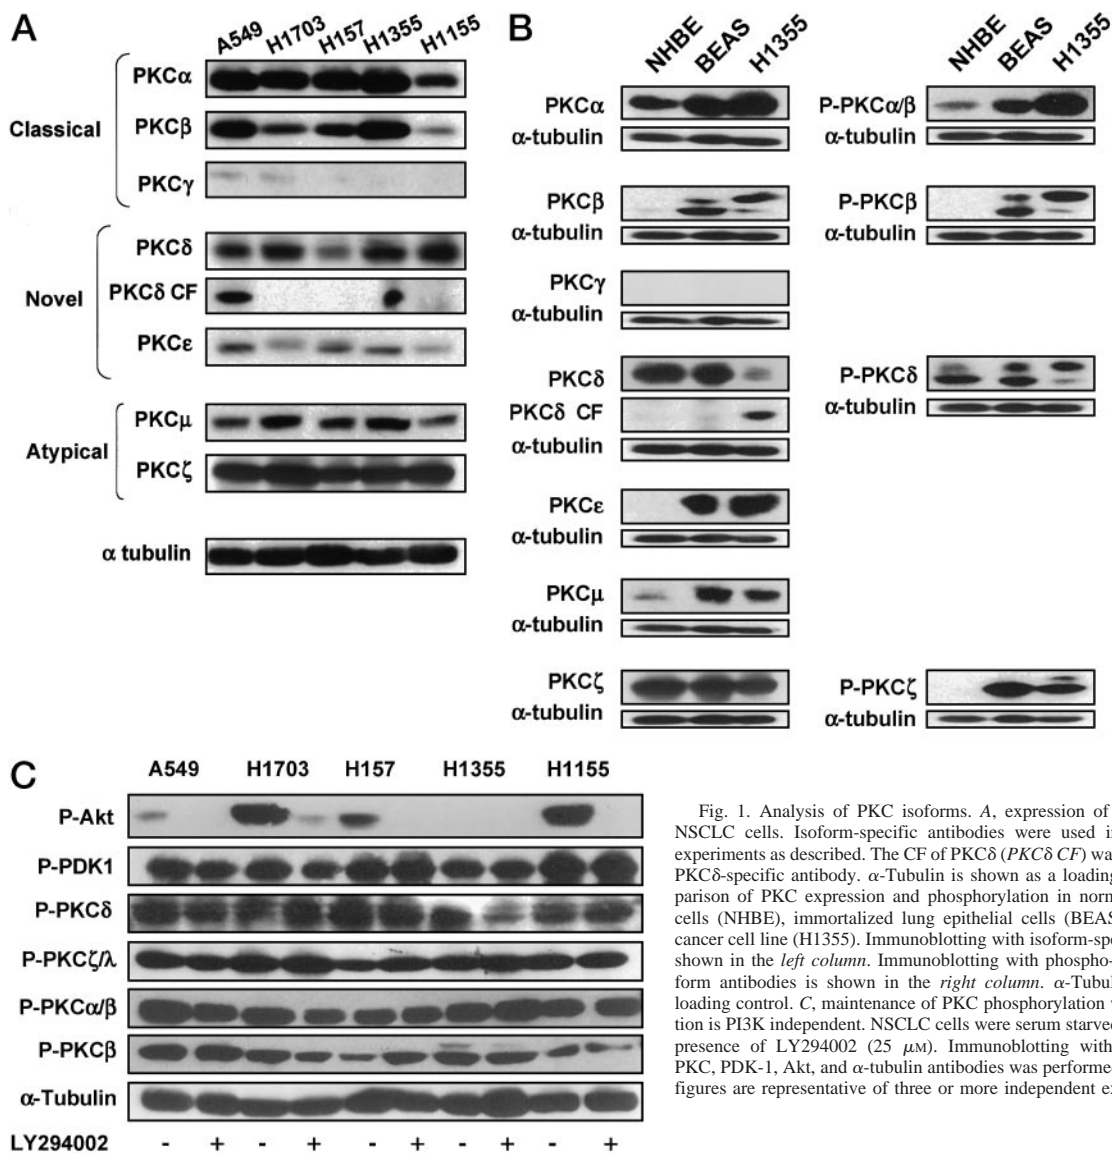 A
A549 H1703 H157 H1355 H1155
Classical
PKCα
PKCβ
PKCγ
Novel
PKCδ
PKCδ CF
PKCε
Atypical
PKCμ
PKCζ
α tubulin
B
NHBE BEAS H1355
PKCα
α-tubulin
PKCβ
α-tubulin
PKCγ
α-tubulin
PKCδ
PKCδ CF
α-tubulin
PKCε
α-tubulin
PKCμ
α-tubulin
PKCζ
α-tubulin
NHBE BEAS H1355
P-PKCα/β
α-tubulin
P-PKCβ
α-tubulin
P-PKCδ
α-tubulin
P-PKCζ
α-tubulin
C
A549 H1703 H157 H1355 H1155
P-Akt
P-PDK1
P-PKCδ
P-PKCζ/λ
P-PKCα/β
P-PKCβ
α-Tubulin
LY294002 - + - + - + - + - +
Fig. 1. Analysis of PKC isoforms. A, expression of
NSCLC cells. Isoform-specific antibodies were used i
experiments as described. The CF of PKCδ (PKCδ CF) wa
PKCδ-specific antibody. α-Tubulin is shown as a loading
parison of PKC expression and phosphorylation in norm
cells (NHBE), immortalized lung epithelial cells (BEAS
cancer cell line (H1355). Immunoblotting with isoform-spe
shown in the left column. Immunoblotting with phospho-
form antibodies is shown in the right column. α-Tubul
loading control. C, maintenance of PKC phosphorylation
tion is PI3K independent. NSCLC cells were serum starved
presence of LY294002 (25 μM). Immunoblotting with
PKC, PDK-1, Akt, and α-tubulin antibodies was performe
figures are representative of three or more independent e